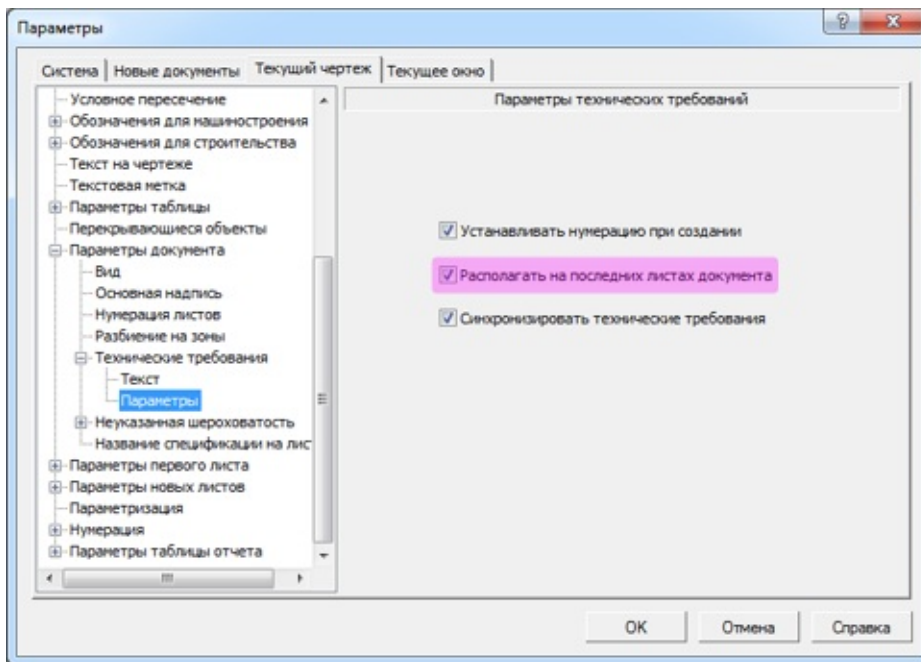 Параметры
Система
Новые документы
Текущий чертеж
Текущее окно
Условное пересечение
Обозначения для машиностроения
Обозначения для строительства
Текст на чертеже
Текстовая метка
Параметры таблицы
Перекрывающиеся объекты
Параметры документа
Вид
Основная надпись
Нумерация листов
Разбиение на зоны
Технические требования
Текст
Параметры
Неуказанная шероховатость
Название спецификации на лис
Параметры первого листа
Параметры новых листов
Параметризация
Нумерация
Параметры таблицы отчета
Параметры технических требований
Устанавливать нумерацию при создании
Располагать на последних листах документа
Синхронизировать технические требования
OK
Отмена
Справка